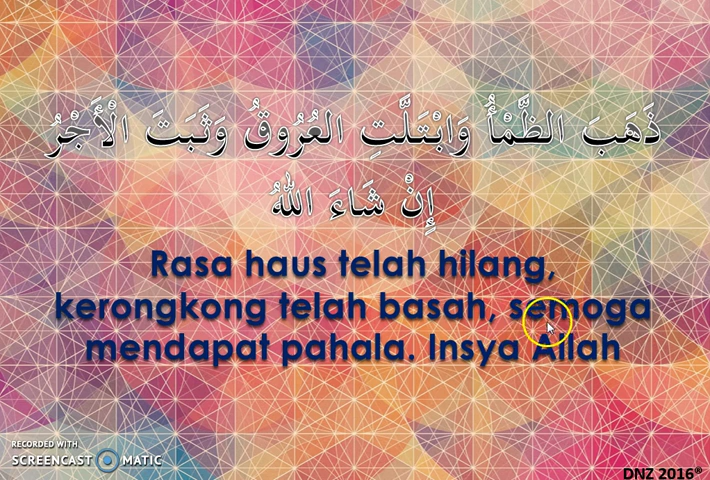 ذَهَبَ الظَّمْأُ وَابْتَلَّتٍ العُرُوقُ وَثَبَتَ الْأَجْرُ
إِنْ شَاءَ اللهُ
Rasa haus telah hilang,
kerongkong telah basah, semoga
mendapat pahala. Insya Allah
RECORDED WITH
SCREENCAST MATIC
DNZ 2016®